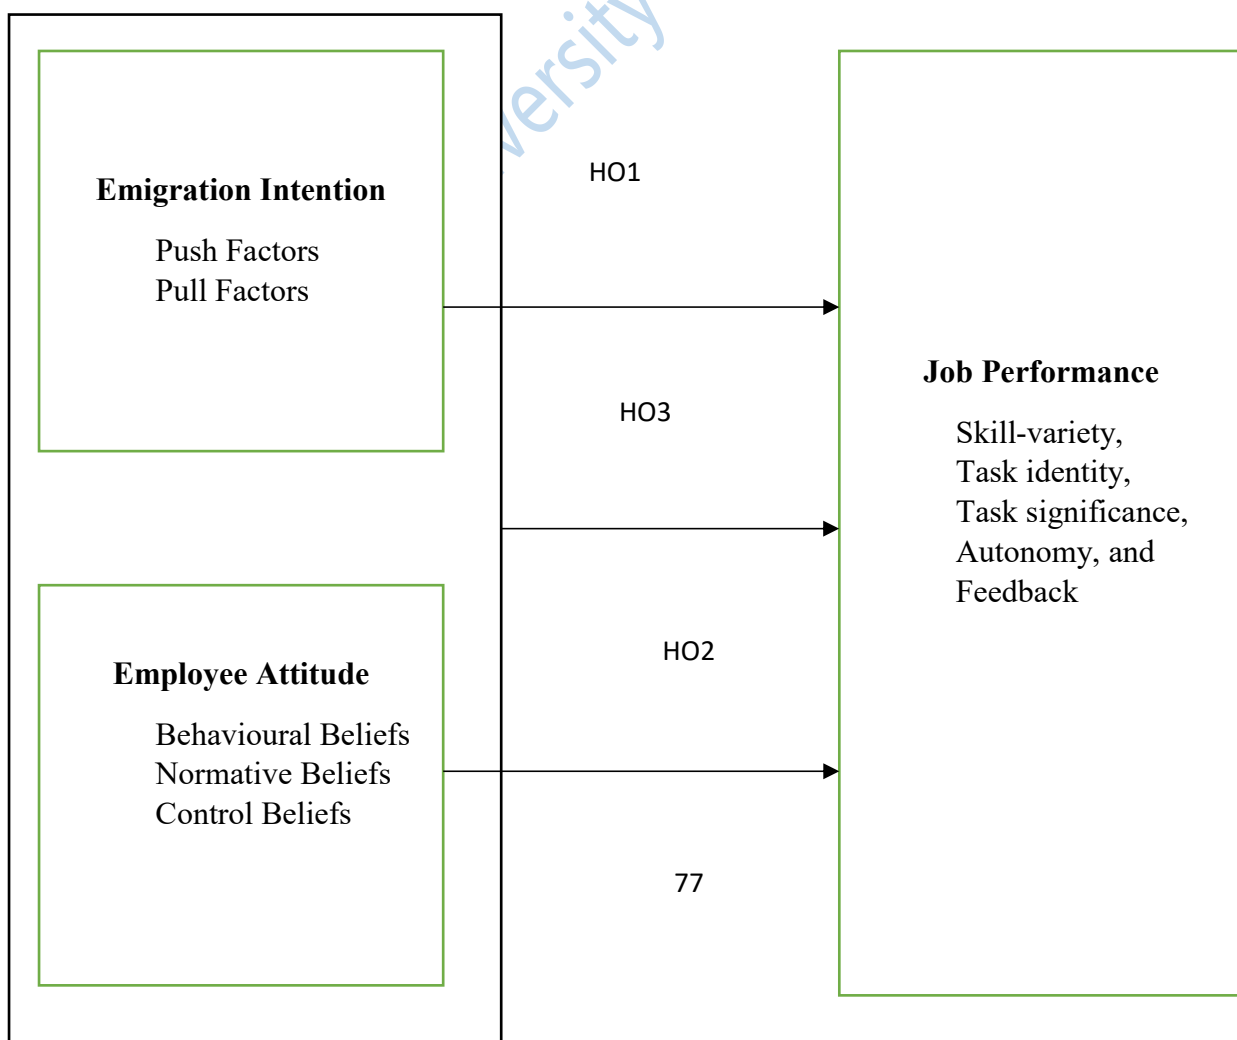 Emigration Intention
Push Factors
Pull Factors
HO1
HO3
HO2
Employee Attitude
Behavioural Beliefs
Normative Beliefs
Control Beliefs
Job Performance
Skill-variety,
Task identity,
Task significance,
Autonomy, and
Feedback
77